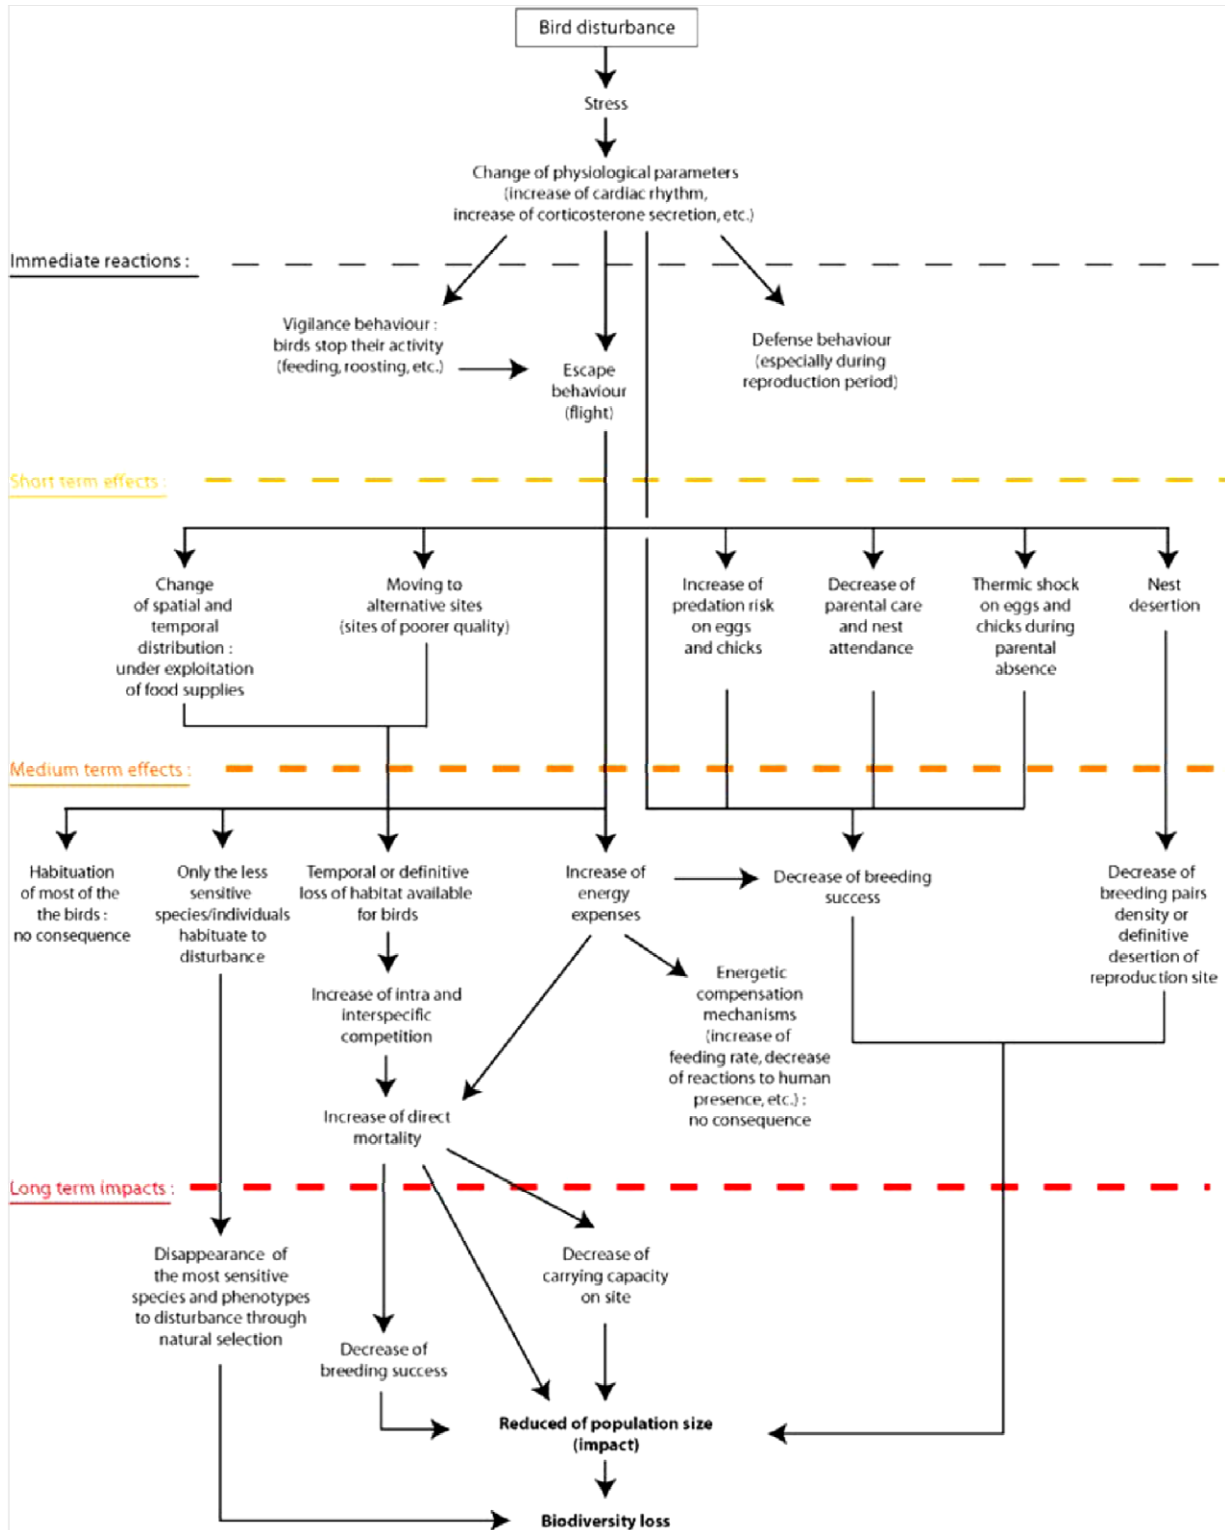 Bird disturbance
Stress
Change of physiological parameters
(increase of cardiac rhythm,
increase of corticosterone secretion, etc.)
Immediate reactions :
Vigilance behaviour :
birds stop their activity
(feeding, roosting, etc.)
Escape
behaviour
(flight)
Defense behaviour
(especially during
reproduction period)
Short term effects :
Change
of spatial and
temporal
distribution :
under exploitation
of food supplies
Moving to
alternative sites
(sites of poorer quality)
Increase of
predation risk
on eggs
and chicks
Decrease of
parental care
and nest
attendance
Thermic shock
on eggs and
chicks during
parental
absence
Nest
desertion
Medium term effects :
Habituation
of most of the
the birds :
no consequence
Only the less
sensitive
species/individuals
habituate to
disturbance
Temporal or definitive
loss of habitat available
for birds
Increase of
energy
expenses
Decrease of breeding
success
Decrease of
breeding pairs
density or
definitive
desertion of
reproduction site
Increase of intra and
interspecific
competition
Energetic
compensation
mechanisms
(increase of
feeding rate, decrease
of reactions to human
presence, etc.) :
no consequence
Increase of direct
mortality
Long term impacts :
Disappearance of
the most sensitive
species and phenotypes
to disturbance through
natural selection
Decrease of
carrying capacity
on site
Decrease of
breeding success
Reduced of population size
(impact)
Biodiversity loss